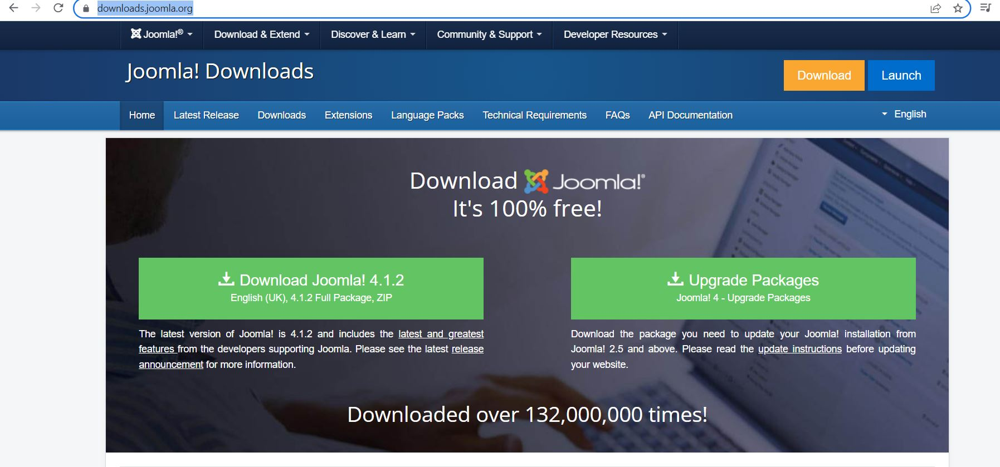 downloads.joomla.org
Joomla!® Download & Extend Discover & Learn Community & Support Developer Resources
Joomla! Downloads
Download Launch
Home Latest Release Downloads Extensions Language Packs Technical Requirements FAQs API Documentation English
Download Joomla!®
It's 100% free!
Download Joomla! 4.1.2
English (UK), 4.1.2 Full Package, ZIP
The latest version of Joomla! is 4.1.2 and includes the latest and greatest
features from the developers supporting Joomla. Please see the latest release
announcement for more information.
Upgrade Packages
Joomla! 4 - Upgrade Packages
Download the package you need to update your Joomla! installation from
Joomla! 2.5 and above. Please read the update instructions before updating
your website.
Downloaded over 132,000,000 times!